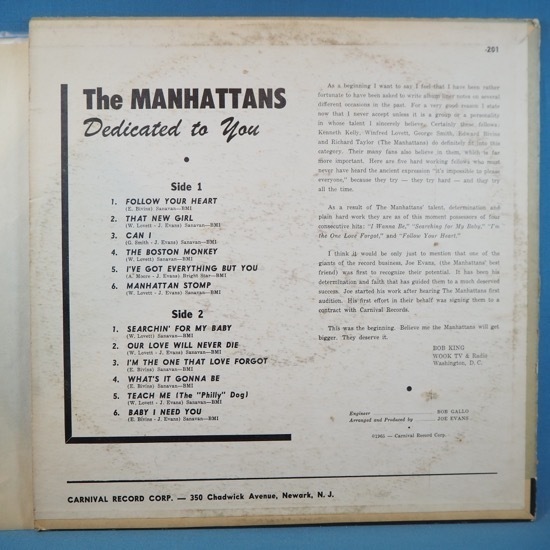 201
The MANHATTANS
Dedicated to You
Side 1
1. FOLLOW YOUR HEART
(E. Bivins) Sanavan—BMI
2. THAT NEW GIRL
(W. Lovett - J. Evans) Sanavan—BMI
3. CAN I
(G. Smith - J. Evans) Sanavan—BMI
4. THE BOSTON MONKEY
(W. Lovett - J. Evans) Sanavan—BMI
5. I'VE GOT EVERYTHING BUT YOU
(A. Moore - J. Evans) Bright Star—BMI
6. MANHATTAN STOMP
(W. Lovett - J. Evans) Sanavan—BMI
Side 2
1. SEARCHIN' FOR MY BABY
(W. Lovett - J. Evans) Sanavan—BMI
2. OUR LOVE WILL NEVER DIE
(W. Lovett - J. Evans) Sanavan—BMI
3. I'M THE ONE THAT LOVE FORGOT
(E. Bivins) Sanavan—BMI
4. WHAT'S IT GONNA BE
(E. Bivins) Sanavan—BMI
5. TEACH ME (The "Philly" Dog)
(W. Lovett - J. Evans) Sanavan—BMI
6. BABY I NEED YOU
(E. Bivins - J. Evans) Sanavan—BMI
As a beginning I want to say I feel that I have been rather
fortunate to have been asked to write album liner notes on several
different occasions in the past. For a very good reason I state
now that I never accept unless it is a group or a personality
in whose talent I sincerely believe. Certainly these fellows,
Kenneth Kelly, Winfred Lovett, George Smith, Edward Bivins
and Richard Taylor (The Manhattans) do definitely fit into this
category. Their many fans also believe in them, which is far
more important. Here are five hard working fellows who must
never have heard the ancient expression "It's impossible to please
everyone," because they try — they try hard — and they try
all the time.
As a result of The Manhattans' talent, determination and
plain hard work they are as of this moment possessors of four
consecutive hits: "I Wanna Be," "Searching for My Baby," "I'm
the One Love Forgot," and "Follow Your Heart."
I think it would be only just to mention that one of the
giants of the record business, Joe Evans, (the Manhattans' best
friend) was first to recognize their potential. It has been his
determination and faith that has guided them to a much deserved
success. Joe started his work after hearing The Manhattans first
audition. His first effort in their behalf was signing them to a
contract with Carnival Records.
This was the beginning. Believe me the Manhattans will get
bigger. They deserve it.
BOB KING
WOOK TV & Radio
Washington, D. C.
Engineer BOB GALLO
Arranged and Produced by JOE EVANS
— Carnival Record Corp.
CARNIVAL RECORD CORP. — 350 Chadwick Avenue, Newark, N. J.